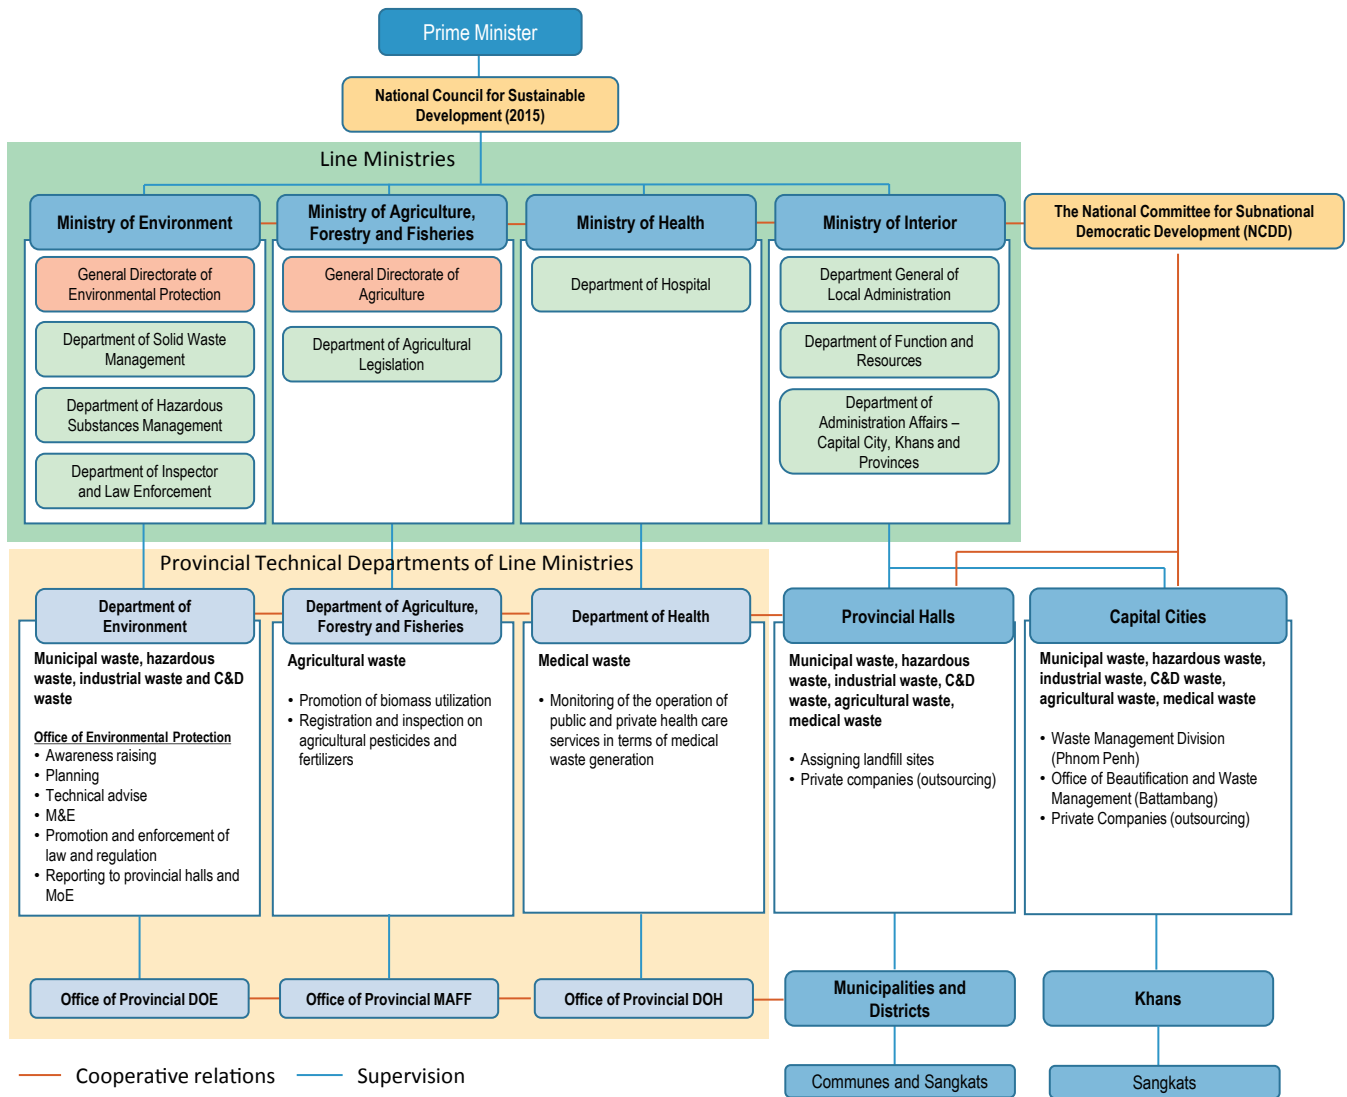 Prime Minister
National Council for Sustainable
Development (2015)
Line Ministries
Ministry of Environment
Ministry of Agriculture,
Forestry and Fisheries
Ministry of Health
Ministry of Interior
The National Committee for Subnational
Democratic Development (NCDD)
General Directorate of
Environmental Protection
Department of Solid Waste
Management
Department of Hazardous
Substances Management
Department of Inspector
and Law Enforcement
General Directorate of
Agriculture
Department of Agricultural
Legislation
Department of Hospital
Department General of
Local Administration
Department of Function and
Resources
Department of
Administration Affairs –
Capital City, Khans and
Provinces
Provincial Technical Departments of Line Ministries
Department of
Environment
Municipal waste, hazardous
waste, industrial waste and C&D
waste
Office of Environmental Protection
• Awareness raising
• Planning
• Technical advise
• M&E
• Promotion and enforcement of
law and regulation
• Reporting to provincial halls and
MoE
Department of Agriculture,
Forestry and Fisheries
Agricultural waste
• Promotion of biomass utilization
• Registration and inspection on
agricultural pesticides and
fertilizers
Department of Health
Medical waste
• Monitoring of the operation of
public and private health care
services in terms of medical
waste generation
Provincial Halls
Municipal waste, hazardous
waste, industrial waste, C&D
waste, agricultural waste,
medical waste
• Assigning landfill sites
• Private companies (outsourcing)
Capital Cities
Municipal waste, hazardous waste,
industrial waste, C&D waste,
agricultural waste, medical waste
• Waste Management Division
(Phnom Penh)
• Office of Beautification and Waste
Management (Battambang)
• Private Companies (outsourcing)
Office of Provincial DOE
Office of Provincial MAFF
Office of Provincial DOH
Municipalities and
Districts
Khans
Communes and Sangkats
Sangkats
Cooperative relations
Supervision